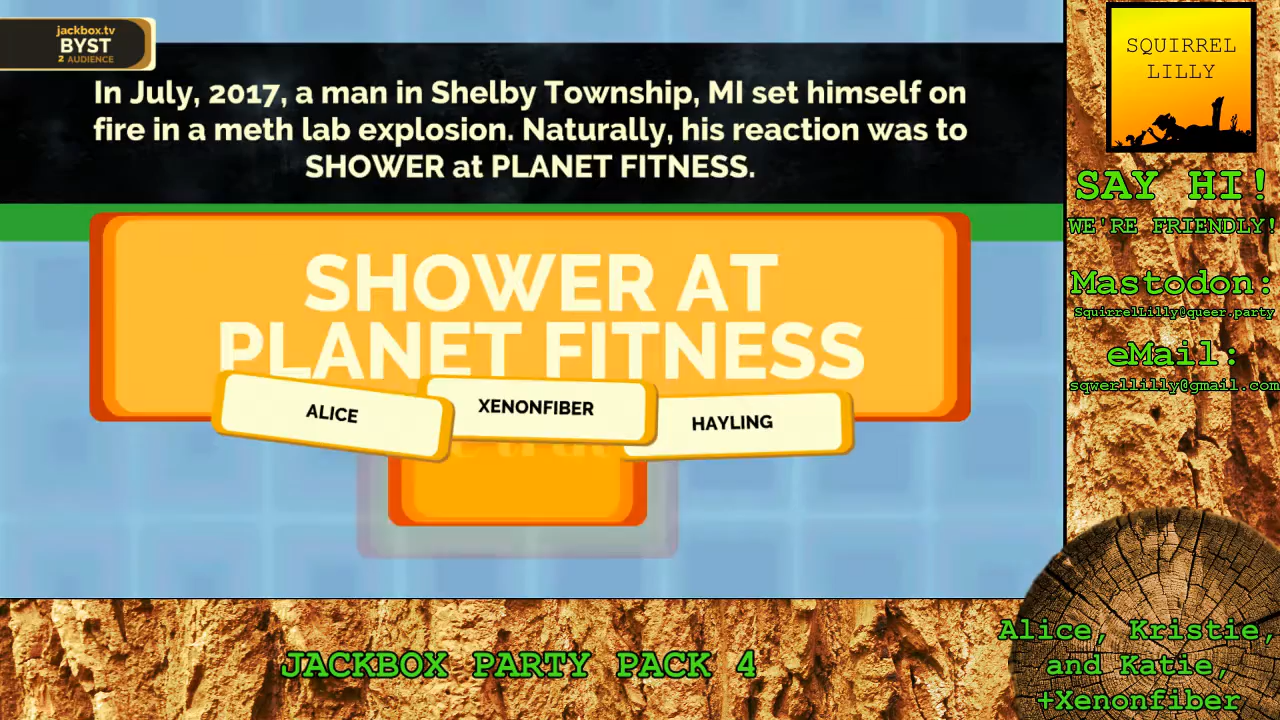 jackbox.tv
BYST
2 AUDIENCE
In July, 2017, a man in Shelby Township, MI set himself on
fire in a meth lab explosion. Naturally, his reaction was to
SHOWER at PLANET FITNESS.
SHOWER AT
PLANET FITNESS
ALICE
XENONFIBER
HAYLING
SQUIRREL
LILLY
SAY HI!
WE'RE FRIENDLY!
Mastodon:
SquirrelLilly@queer.party
eMail:
sqwerllilly@gmail.com
JACKBOX PARTY PACK 4
Alice, Kristie,
and Katie,
+Xenonfiber